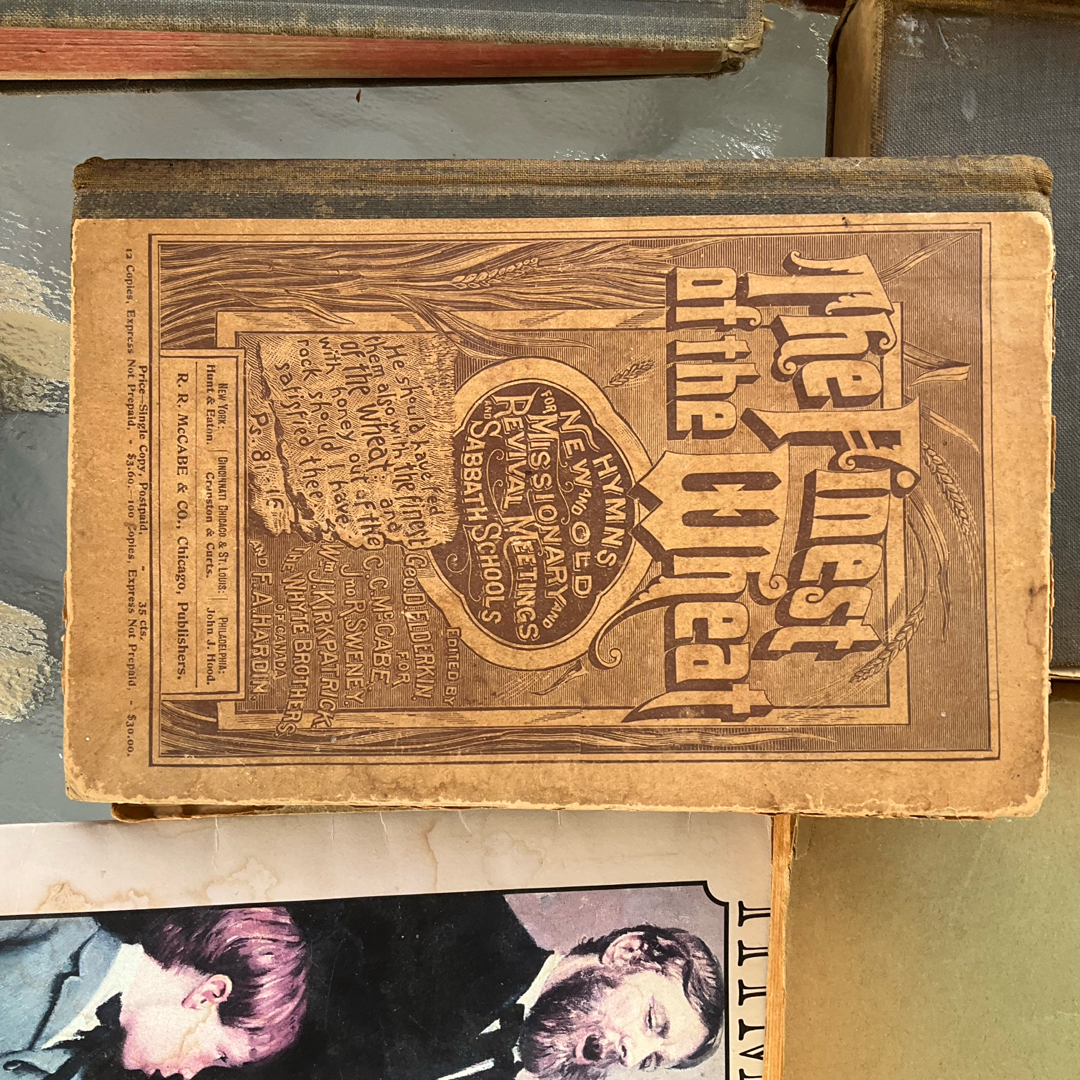 The Finest
of the Wheat
HYMNS
NEW AND OLD
FOR MISSIONARY AND
REVIVAL MEETINGS
AND SABBATH SCHOOLS
He should have fed
them also with the finest
of the Wheat and
with honey out of the
rock should I have
satisfied thee
Ps. 81 16
EDITED BY
GEO D ELDERKIN,
FOR
C.C. McCABE.
JNO R. SWENEY.
Wm J. KIRKPATRICK
THE WHYTE BROTHERS
OF CANADA
AND F. A. HARDIN.
NEW YORK: CINCINNATI CHICAGO & ST. LOUIS: PHILADELPHIA:
Hunt & Eaton. Cranston & Curts. John J. Hood.
R. R. McCABE & CO., Chicago, Publishers.
Price—Single Copy, Postpaid, - 35 cts.
12 Copies, Express Not Prepaid, - $3.60.—100 Copies, Express Not Prepaid, - $30.00.